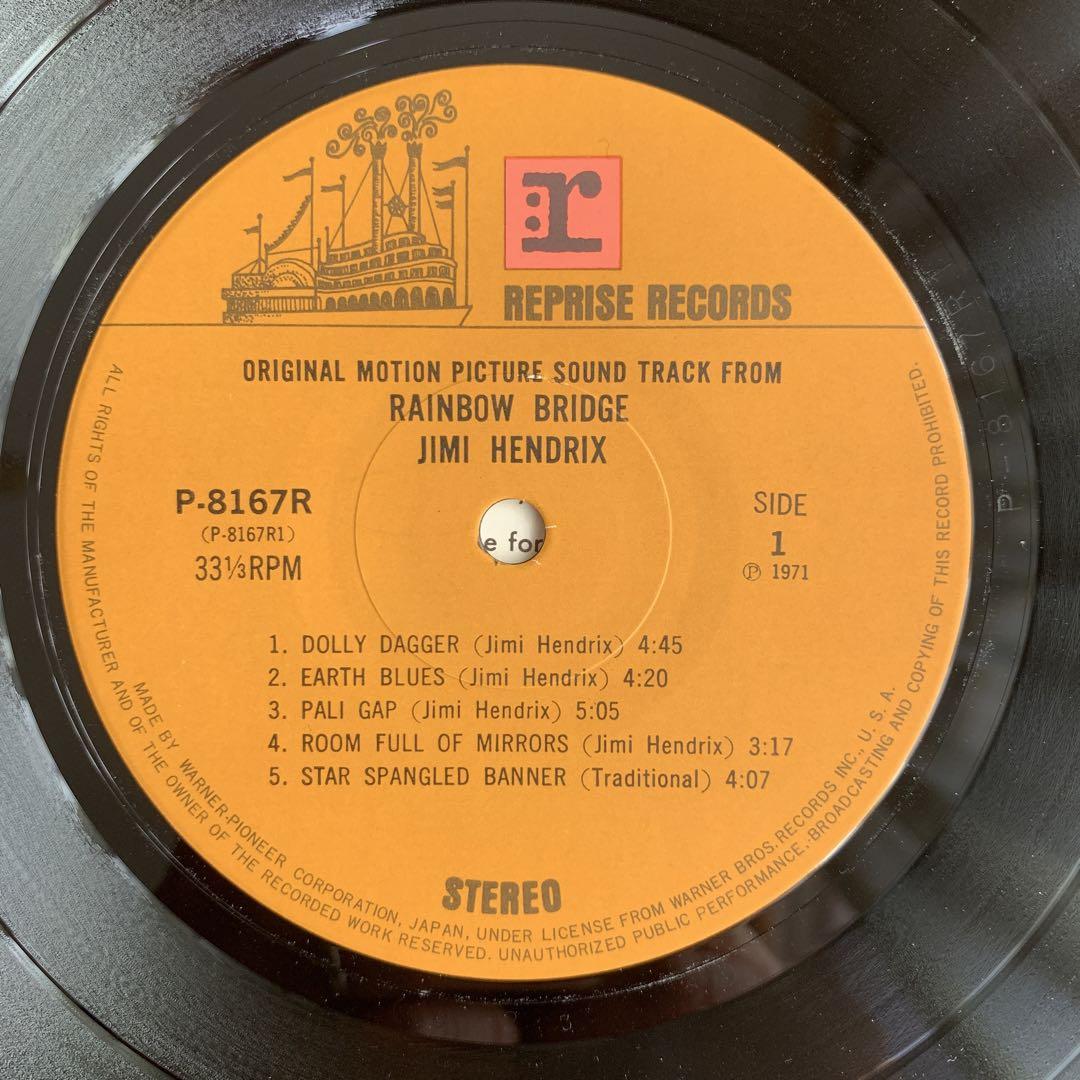 r
REPRISE RECORDS
ORIGINAL MOTION PICTURE SOUND TRACK FROM
RAINBOW BRIDGE
JIMI HENDRIX
P-8167R
(P-8167R1)
33⅓RPM
SIDE
1
Ⓟ 1971
e for
1. DOLLY DAGGER (Jimi Hendrix) 4:45
2. EARTH BLUES (Jimi Hendrix) 4:20
3. PALI GAP (Jimi Hendrix) 5:05
4. ROOM FULL OF MIRRORS (Jimi Hendrix) 3:17
5. STAR SPANGLED BANNER (Traditional) 4:07
STEREO
MADE BY WARNER-PIONEER CORPORATION, JAPAN, UNDER LICENSE FROM WARNER BROS. RECORDS INC., U. S. A.
ALL RIGHTS OF THE MANUFACTURER AND OF THE OWNER OF THE RECORDED WORK RESERVED. UNAUTHORIZED PUBLIC PERFORMANCE, BROADCASTING AND COPYING OF THIS RECORD PROHIBITED.
P-8167R1